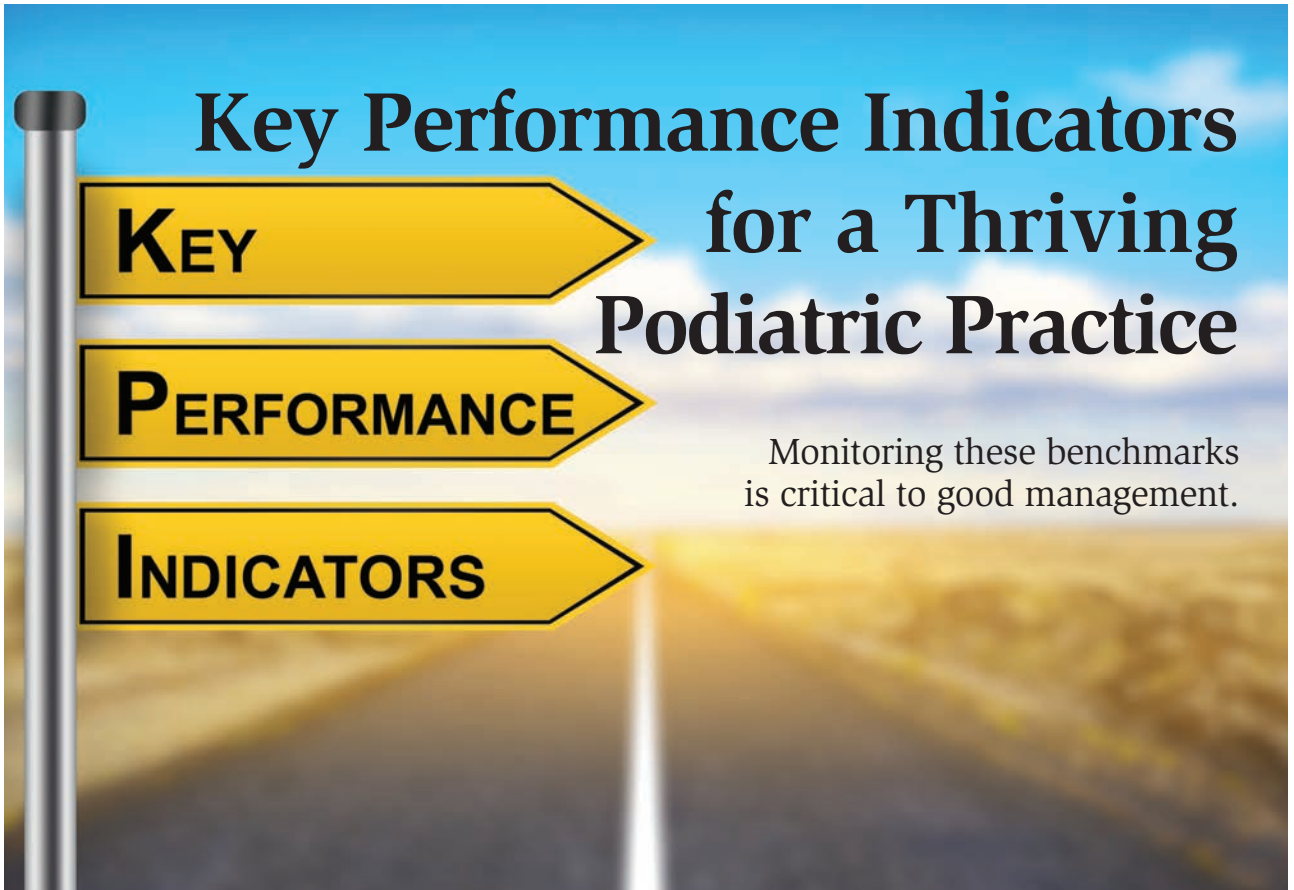 Key Performance Indicators
for a Thriving
Podiatric Practice
KEY
PERFORMANCE
INDICATORS
Monitoring these benchmarks
is critical to good management.